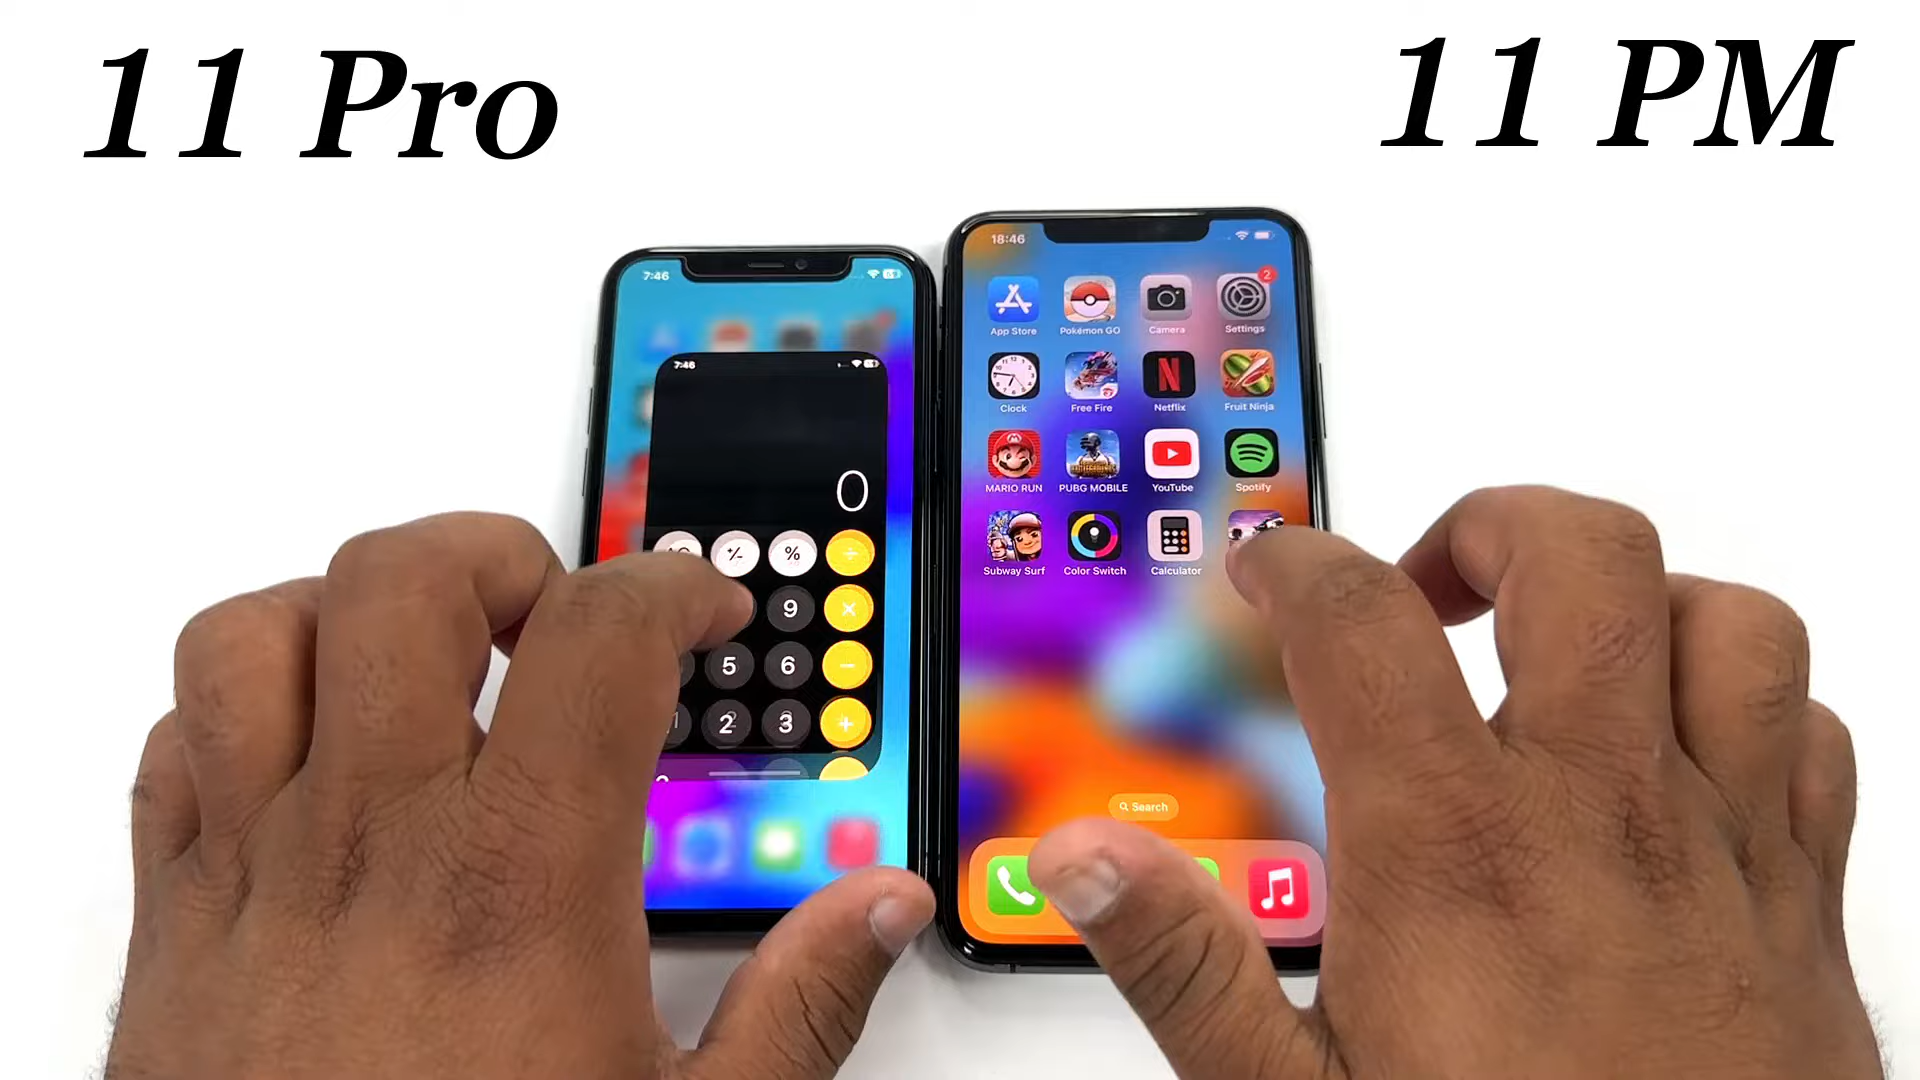 11 Pro
11 PM
7:46
7:46
0
+/- % ÷
9 ×
5 6 −
1 2 3 +
18:46
2
App Store Pokémon GO Camera Settings
Clock Free Fire Netflix Fruit Ninja
MARIO RUN PUBG MOBILE YouTube Spotify
Subway Surf Color Switch Calculator
Search